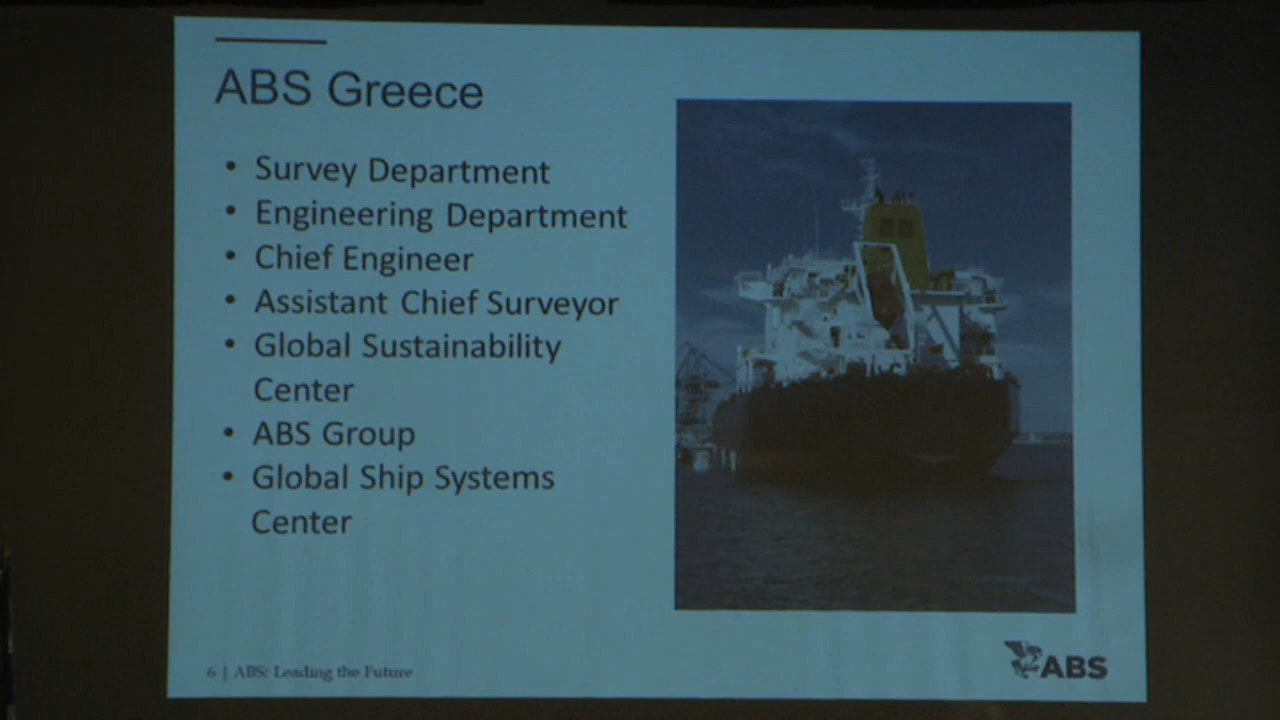 ABS Greece
• Survey Department
• Engineering Department
• Chief Engineer
• Assistant Chief Surveyor
• Global Sustainability
Center
• ABS Group
• Global Ship Systems
Center
6 | ABS: Leading the Future
ABS